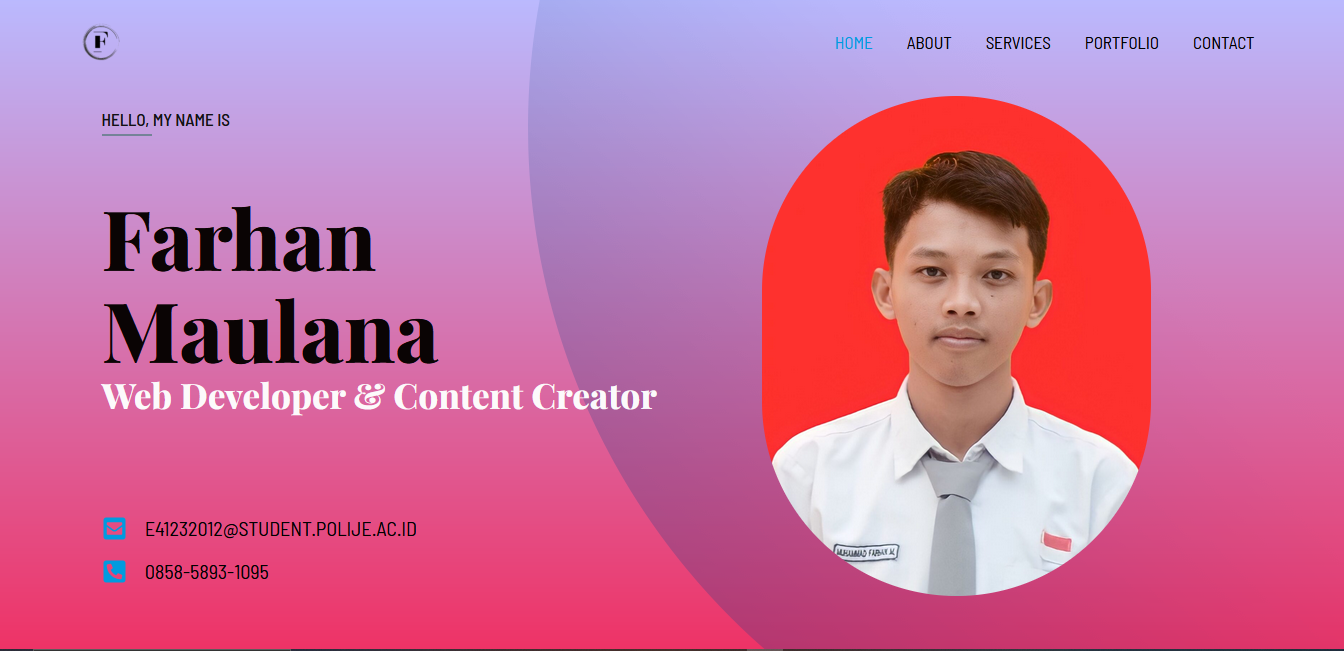 F
HOME ABOUT SERVICES PORTFOLIO CONTACT
HELLO, MY NAME IS
Farhan
Maulana
Web Developer & Content Creator
E41232012@STUDENT.POLIJE.AC.ID
0858-5893-1095
MUHAMMAD FARHAN M.